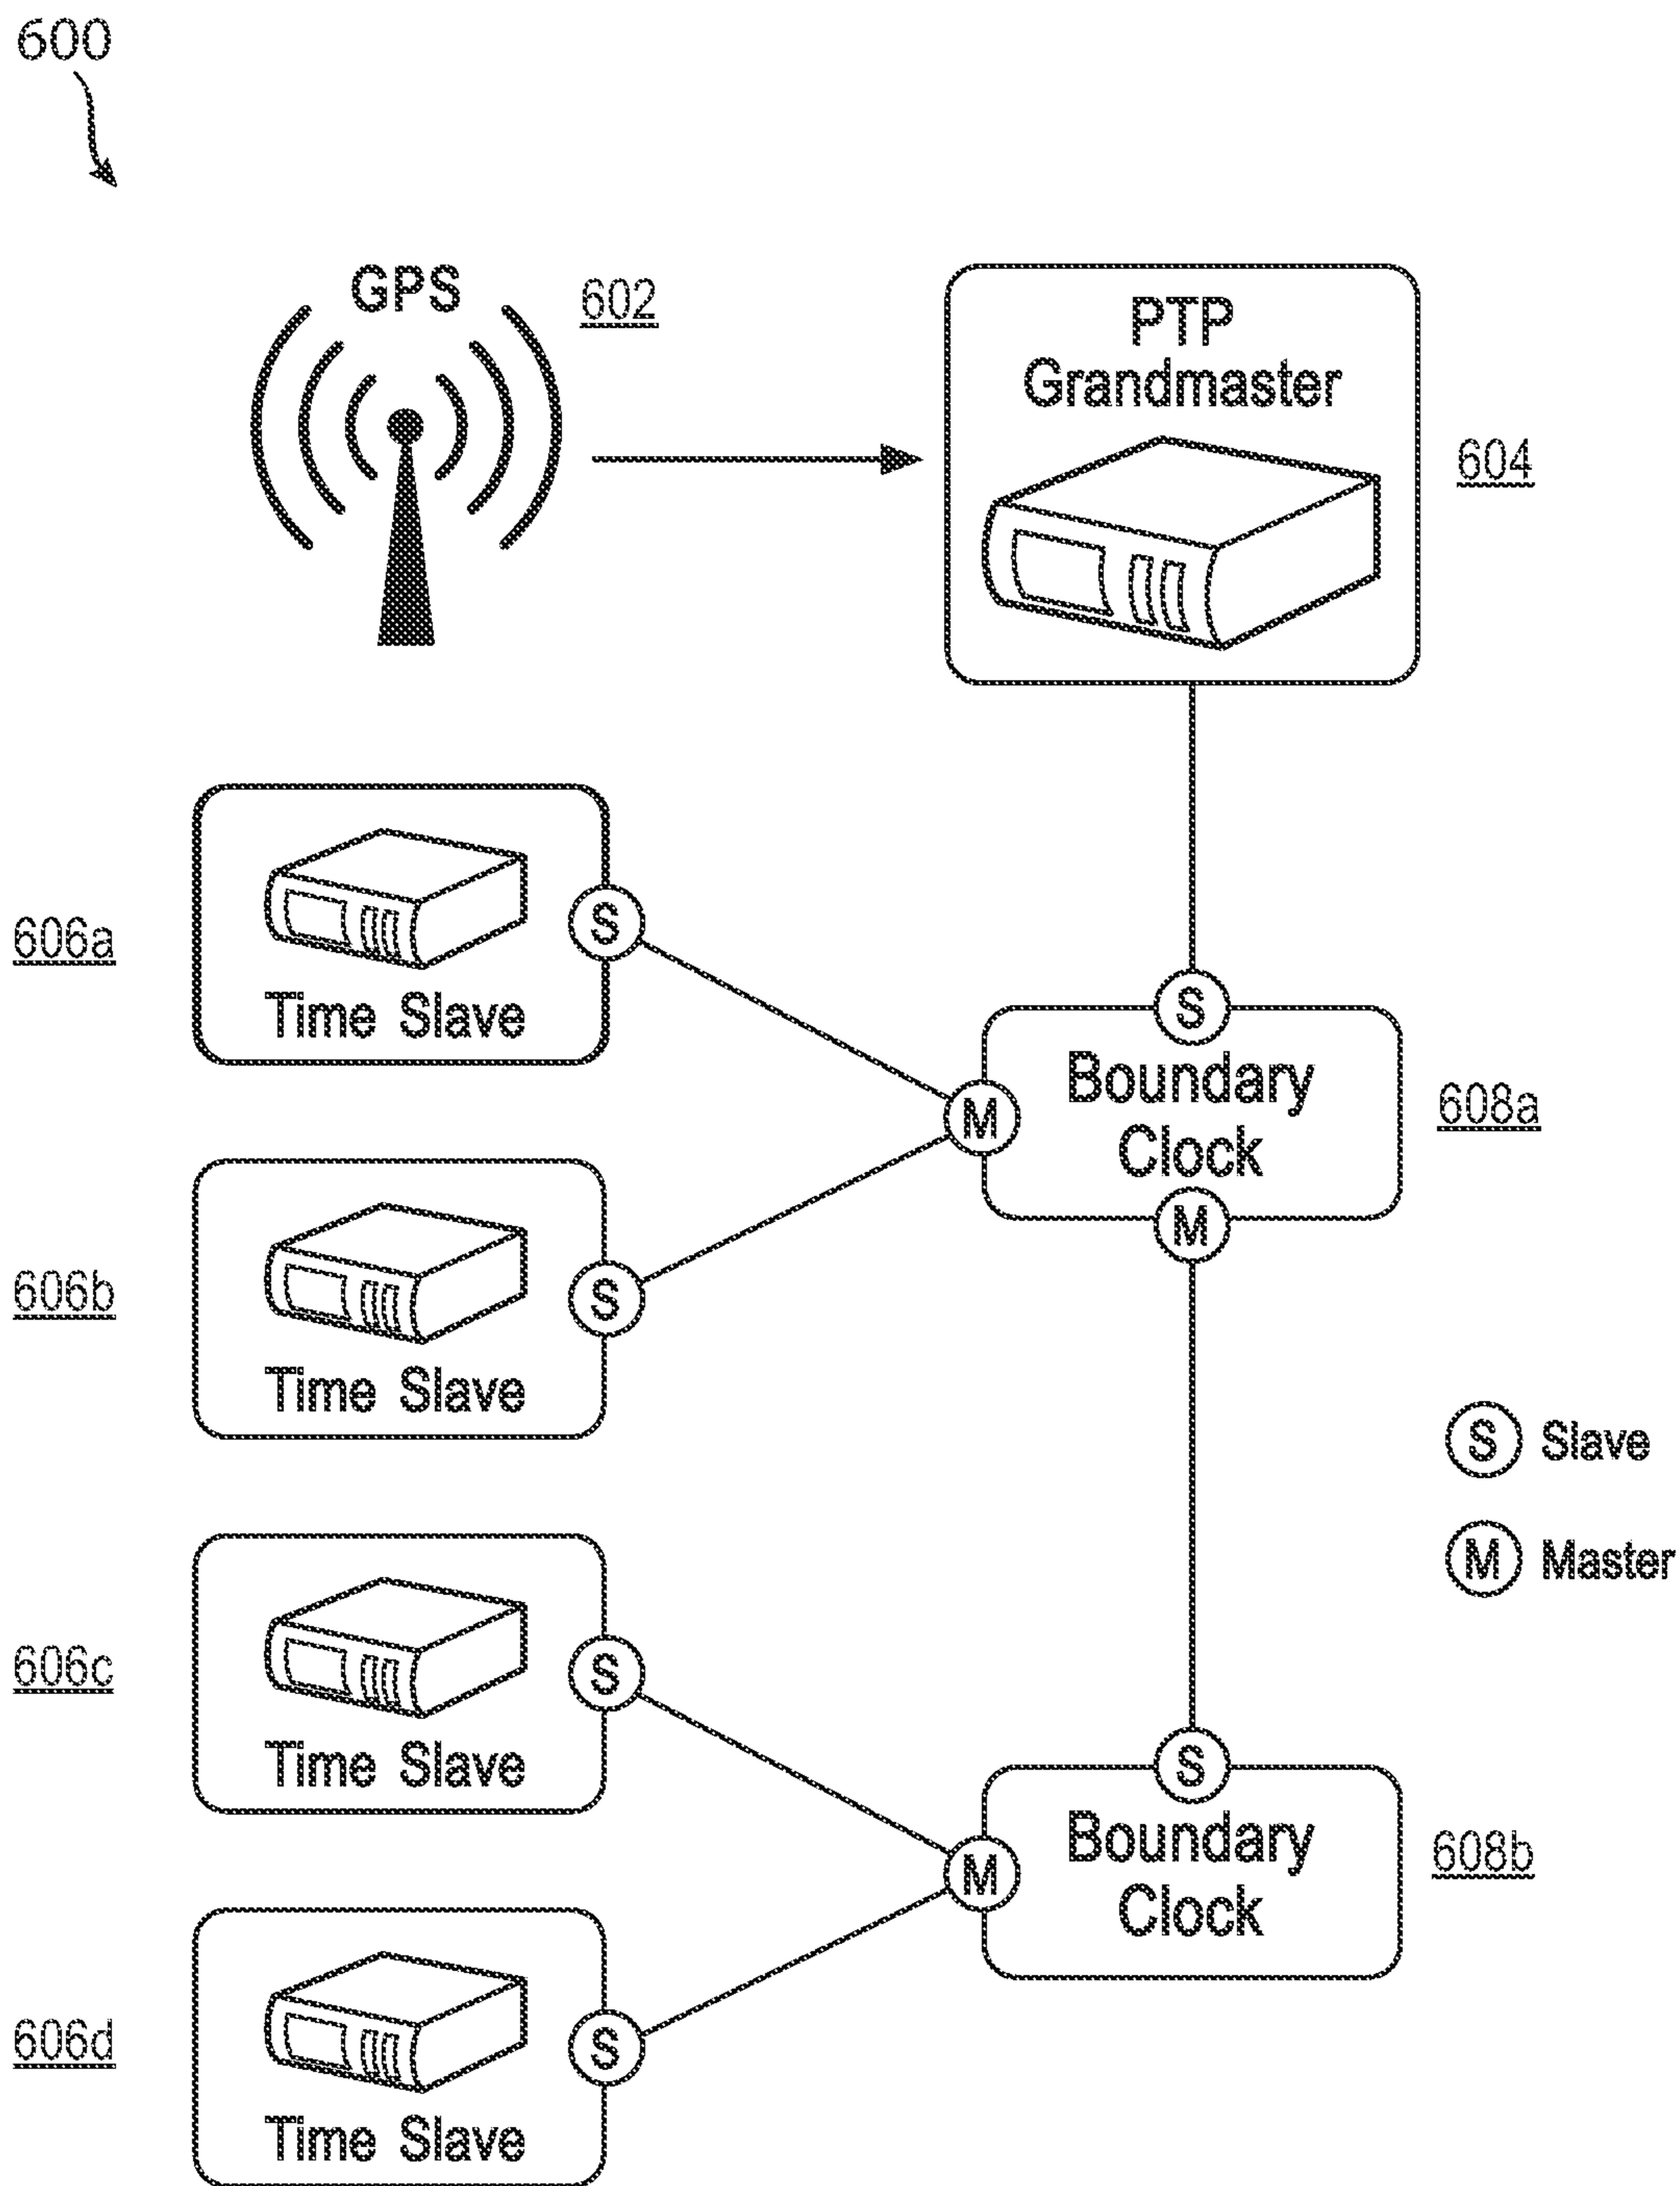 600
GPS
602
PTP
Grandmaster
604
606a
S
Time Slave
S
Boundary
Clock
M
M
608a
606b
S
Time Slave
S Slave
M Master
606c
S
Time Slave
S
Boundary
Clock
M
608b
606d
S
Time Slave